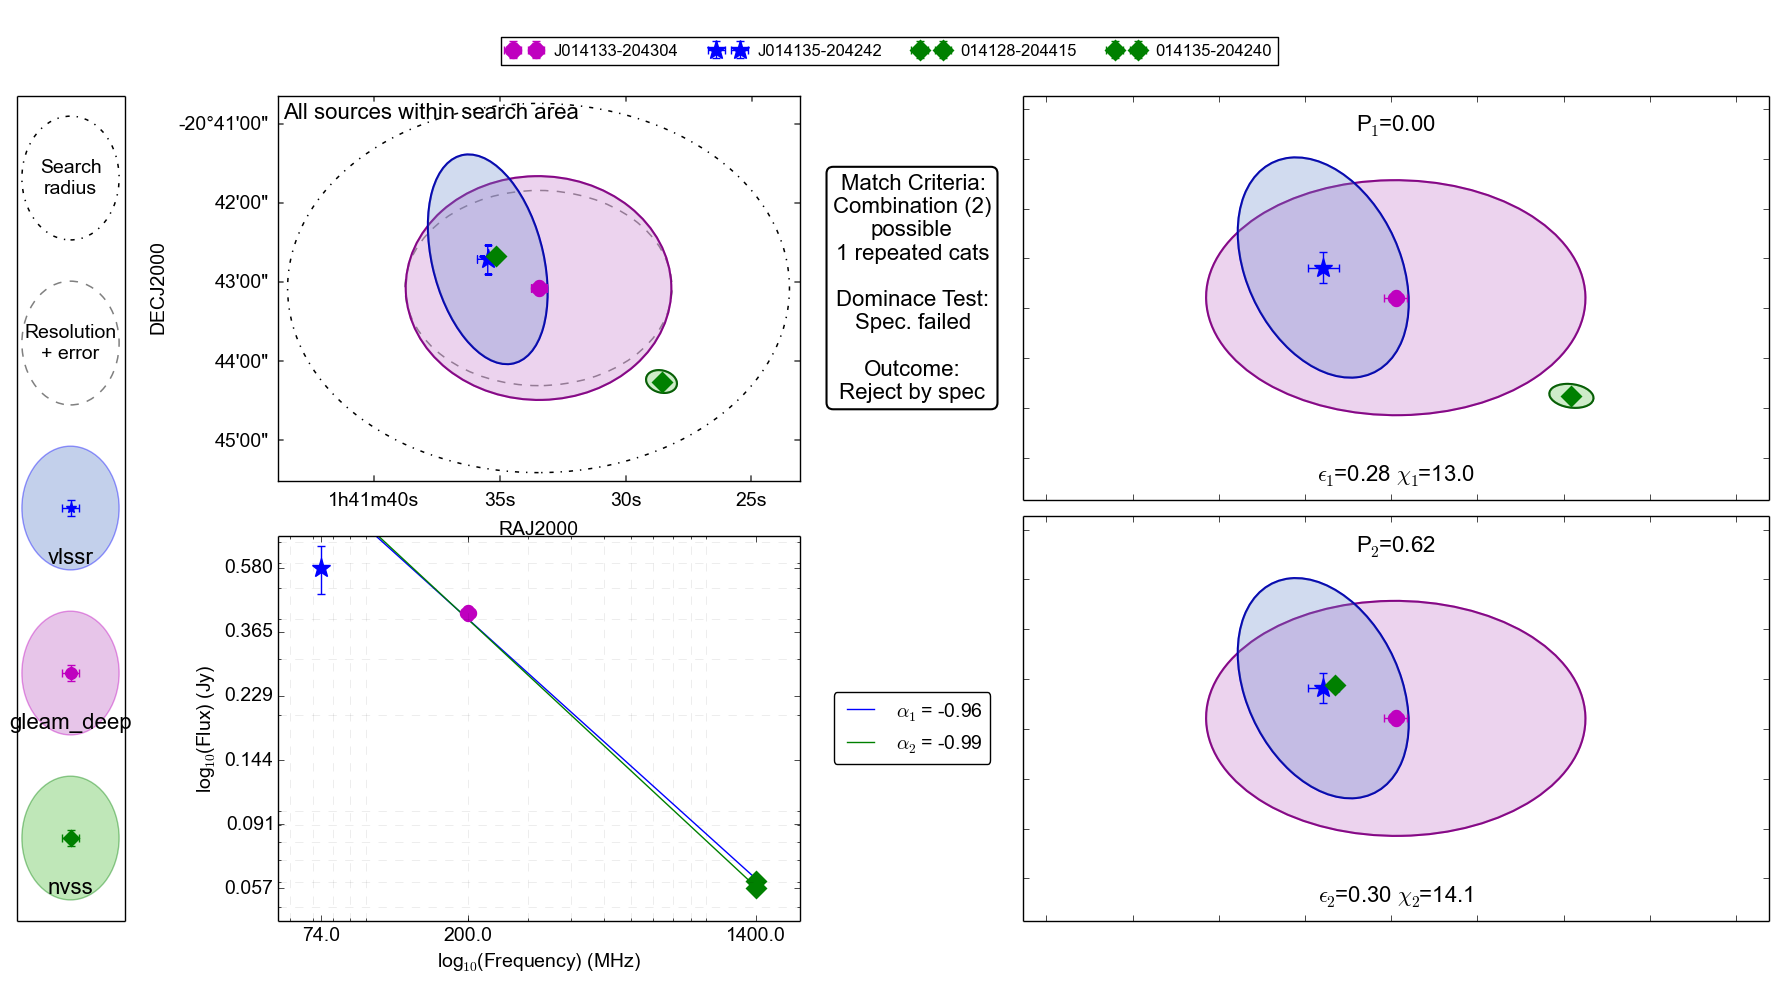 J014133-204304 J014135-204242 014128-204415 014135-204240
Search
radius
Resolution
+ error
vlssr
gleam_deep
nvss
All sources within search area
-20°41'00"
42'00"
43'00"
44'00"
45'00"
DECJ2000
1h41m40s 35s 30s 25s
RAJ2000
Match Criteria:
Combination (2)
possible
1 repeated cats
Dominace Test:
Spec. failed
Outcome:
Reject by spec
P1=0.00
ϵ1=0.28 χ1=13.0
0.580
0.365
0.229
0.144
0.091
0.057
log10(Flux) (Jy)
74.0 200.0 1400.0
log10(Frequency) (MHz)
α1 = -0.96
α2 = -0.99
P2=0.62
ϵ2=0.30 χ2=14.1